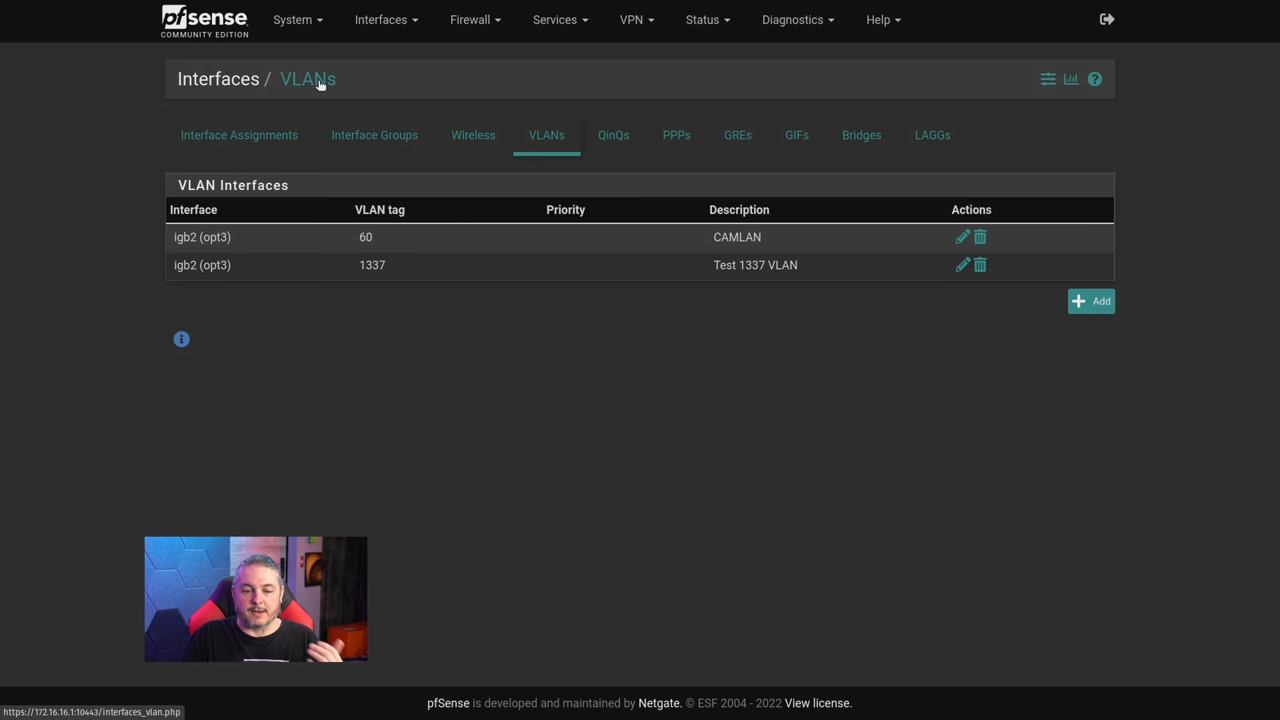 pfsense
COMMUNITY EDITION
System Interfaces Firewall Services VPN Status Diagnostics Help
Interfaces / VLANs
Interface Assignments Interface Groups Wireless VLANs QinQs PPPs GREs GIFs Bridges LAGGs
VLAN Interfaces
Interface VLAN tag Priority Description Actions
igb2 (opt3) 60 CAMLAN
igb2 (opt3) 1337 Test 1337 VLAN
Add
pfSense is developed and maintained by Netgate. © ESF 2004 - 2022 View license.
https://172.16.16.1:10443/interfaces_vlan.php